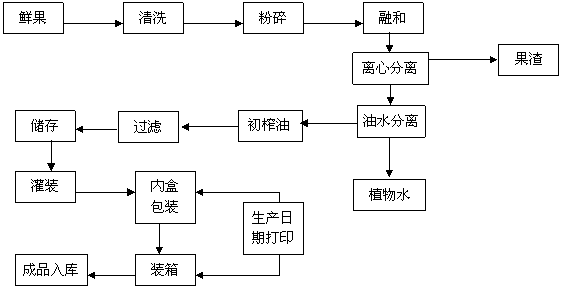 鲜果
清洗
粉碎
融和
离心分离
果渣
油水分离
初榨油
过滤
储存
植物水
灌装
内盒
包装
生产日
期打印
装箱
成品入库